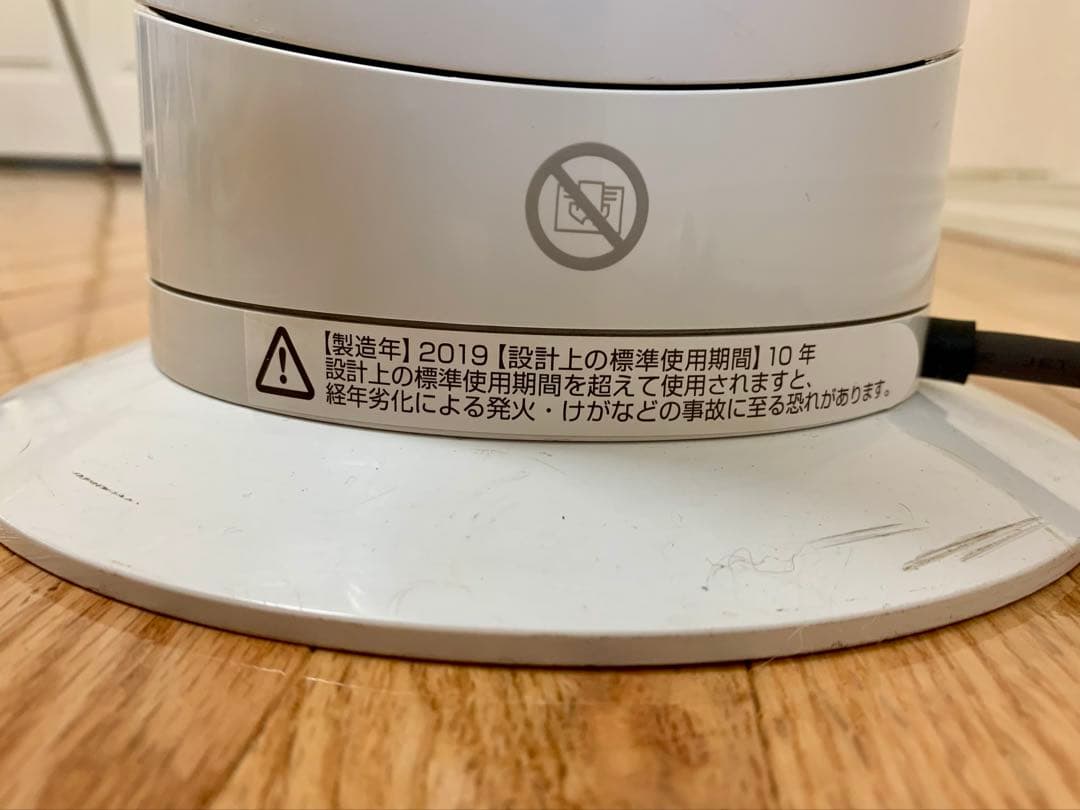 【製造年】2019【設計上の標準使用期間】10年
設計上の標準使用期間を超えて使用されますと、
経年劣化による発火・けがなどの事故に至る恐れがあります。